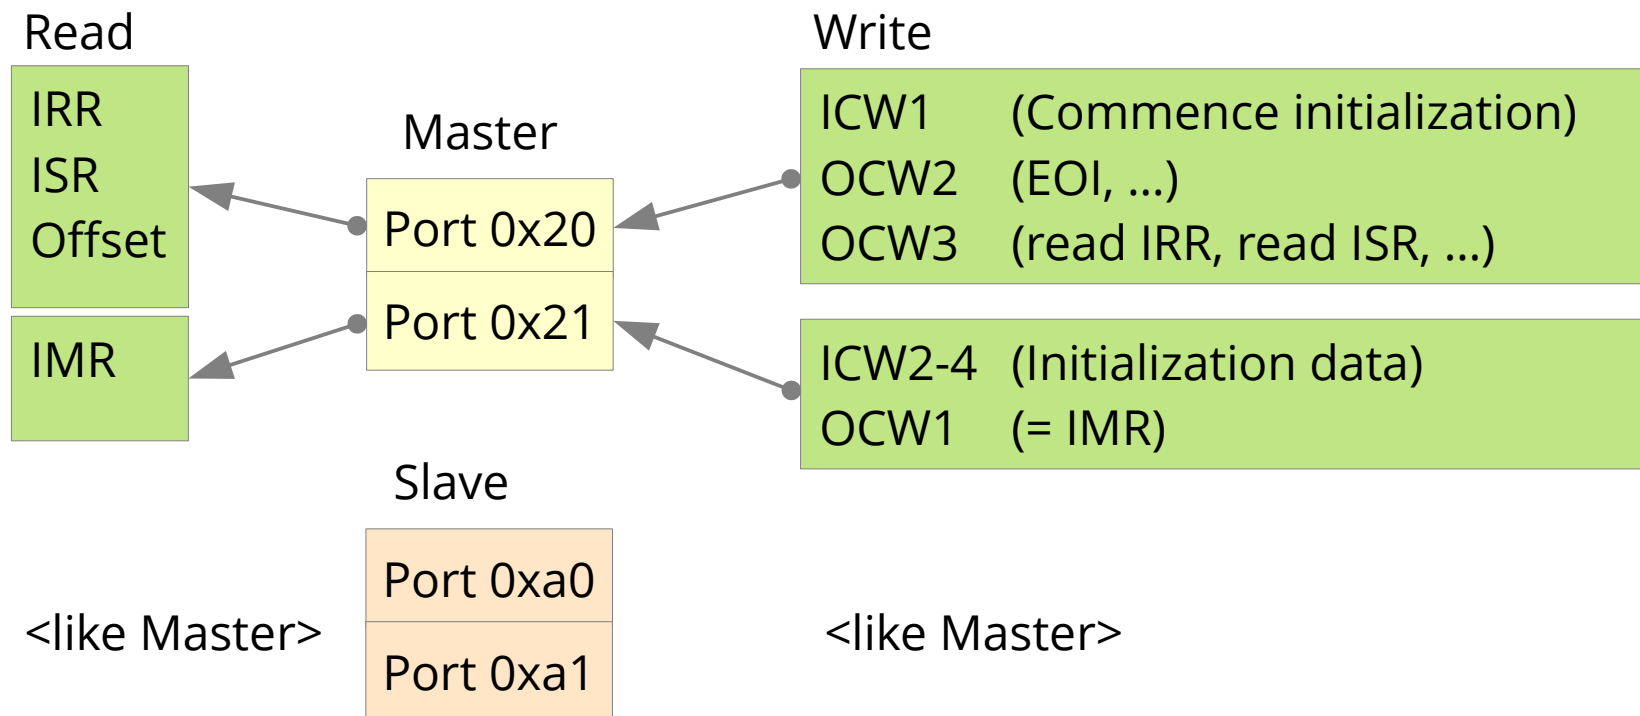 Read
IRR
ISR
Offset
IMR
Master
Port 0x20
Port 0x21
Write
ICW1 (Commence initialization)
OCW2 (EOI, ...)
OCW3 (read IRR, read ISR, ...)
ICW2-4 (Initialization data)
OCW1 (= IMR)
Slave
Port 0xa0
Port 0xa1
<like Master>
<like Master>